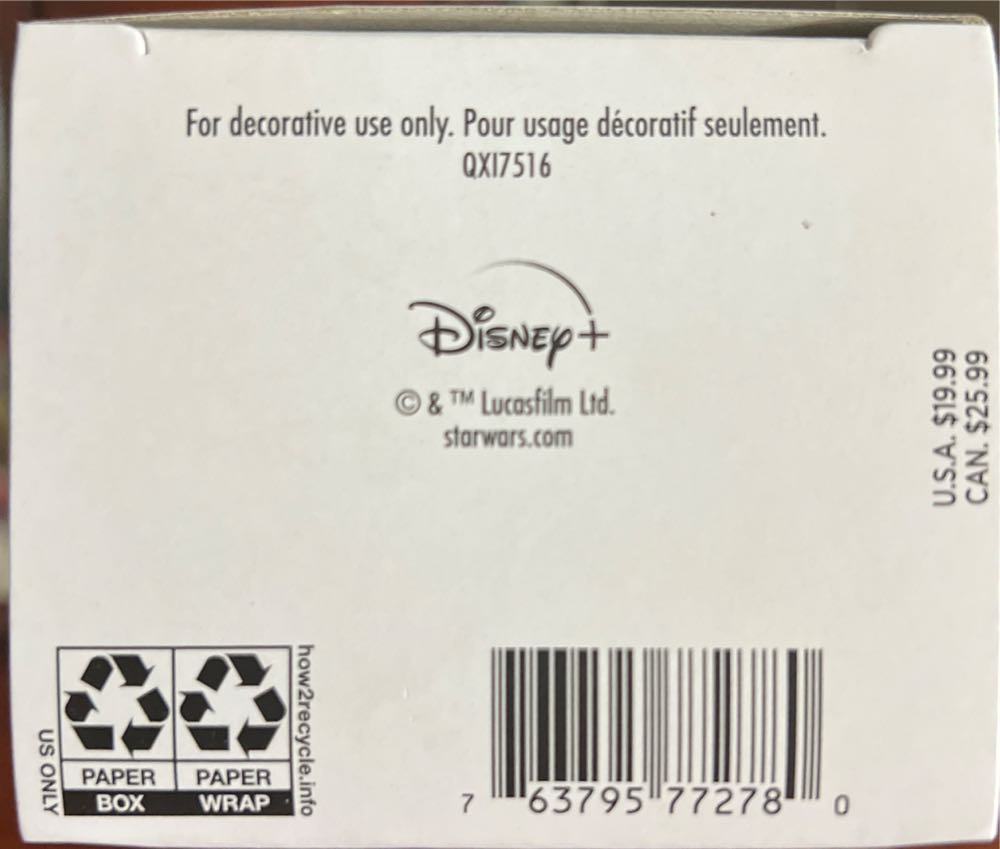 For decorative use only. Pour usage décoratif seulement.
QXI7516
Disney+
© & TM Lucasfilm Ltd.
starwars.com
U.S.A. $19.99
CAN. $25.99
US ONLY
PAPER
BOX
PAPER
WRAP
how2recycle.info
7 63795 77278 0